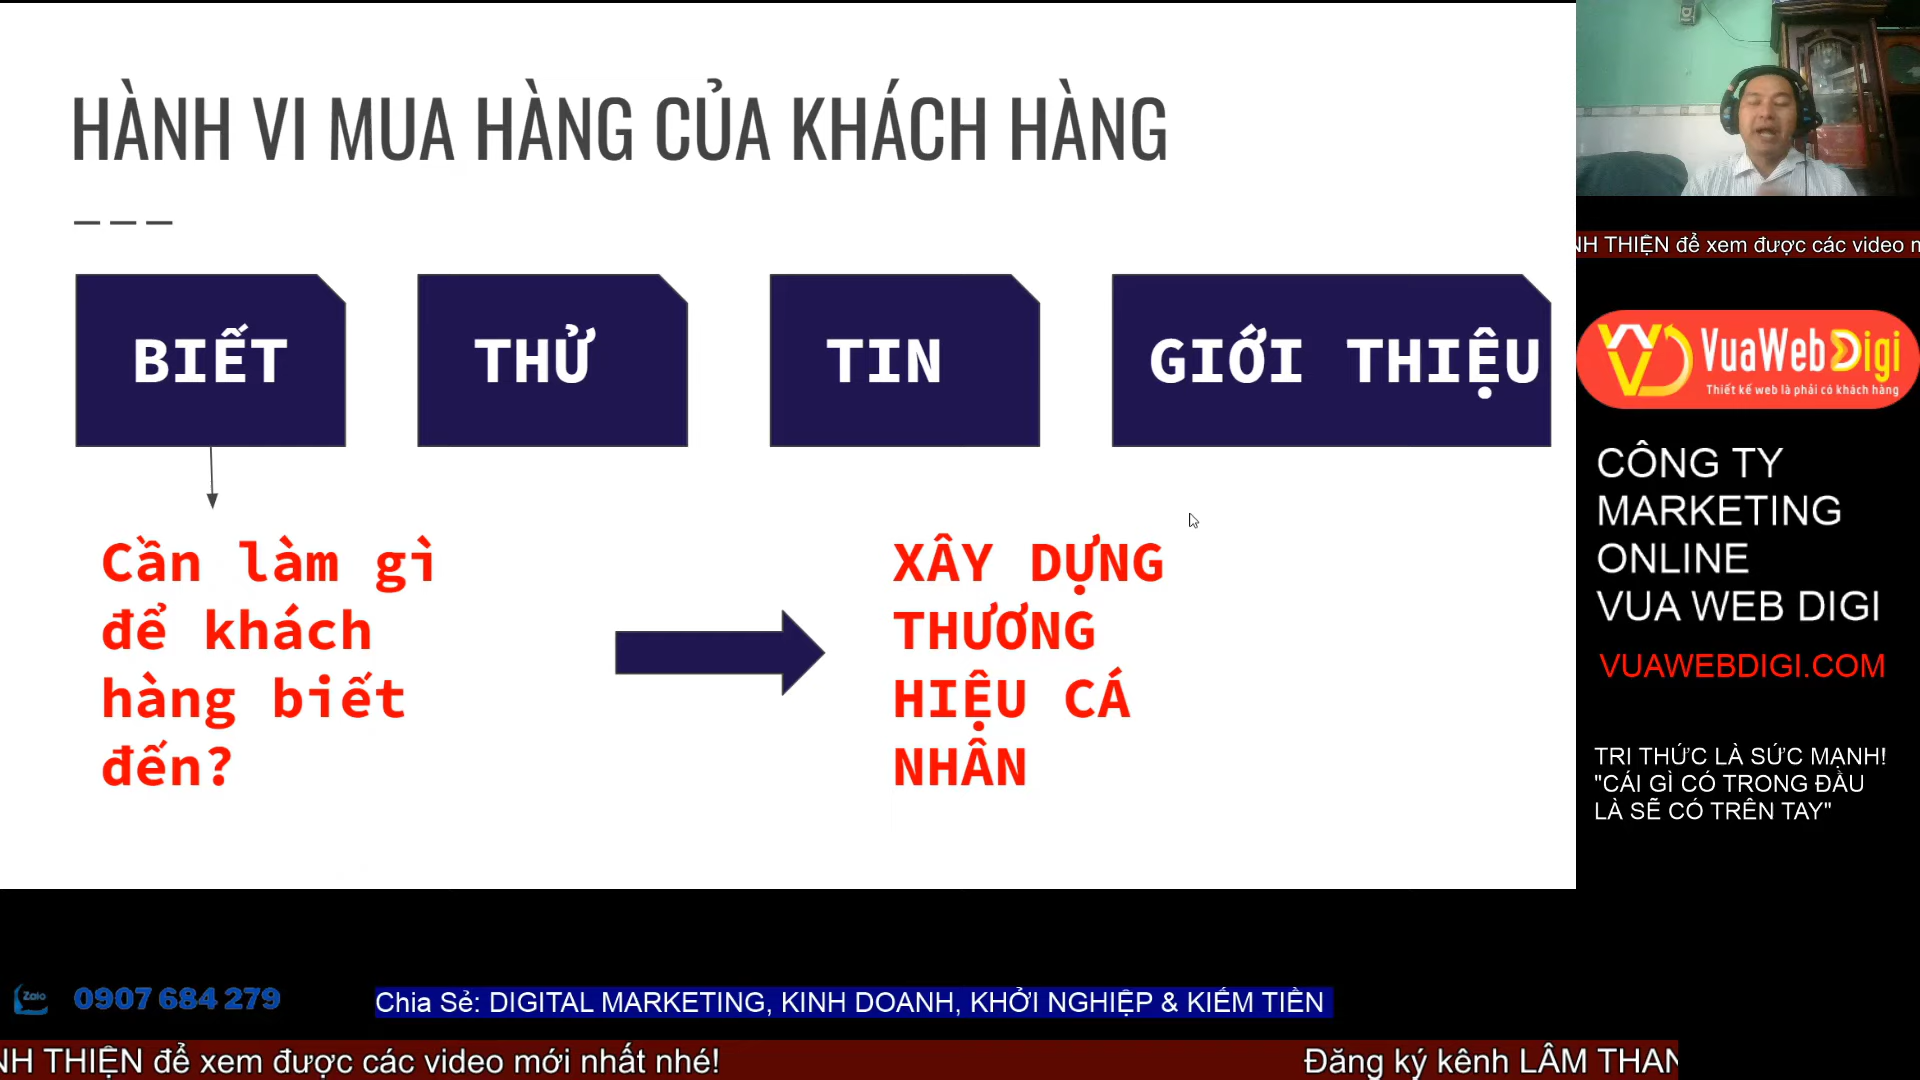 HÀNH VI MUA HÀNG CỦA KHÁCH HÀNG
BIẾT
THỬ
TIN
GIỚI THIỆU
Cần làm gì
để khách
hàng biết
đến?
XÂY DỰNG
THƯƠNG
HIỆU CÁ
NHÂN
NH THIỆN để xem được các video m
VuaWebDigi
Thiết kế web là phải có khách hàng
CÔNG TY
MARKETING
ONLINE
VUA WEB DIGI
VUAWEBDIGI.COM
TRI THỨC LÀ SỨC MẠNH!
"CÁI GÌ CÓ TRONG ĐẦU
LÀ SẼ CÓ TRÊN TAY"
Zalo 0907 684 279
Chia Sẻ: DIGITAL MARKETING, KINH DOANH, KHỞI NGHIỆP & KIẾM TIỀN
NH THIỆN để xem được các video mới nhất nhé!
Đăng ký kênh LÂM THAN